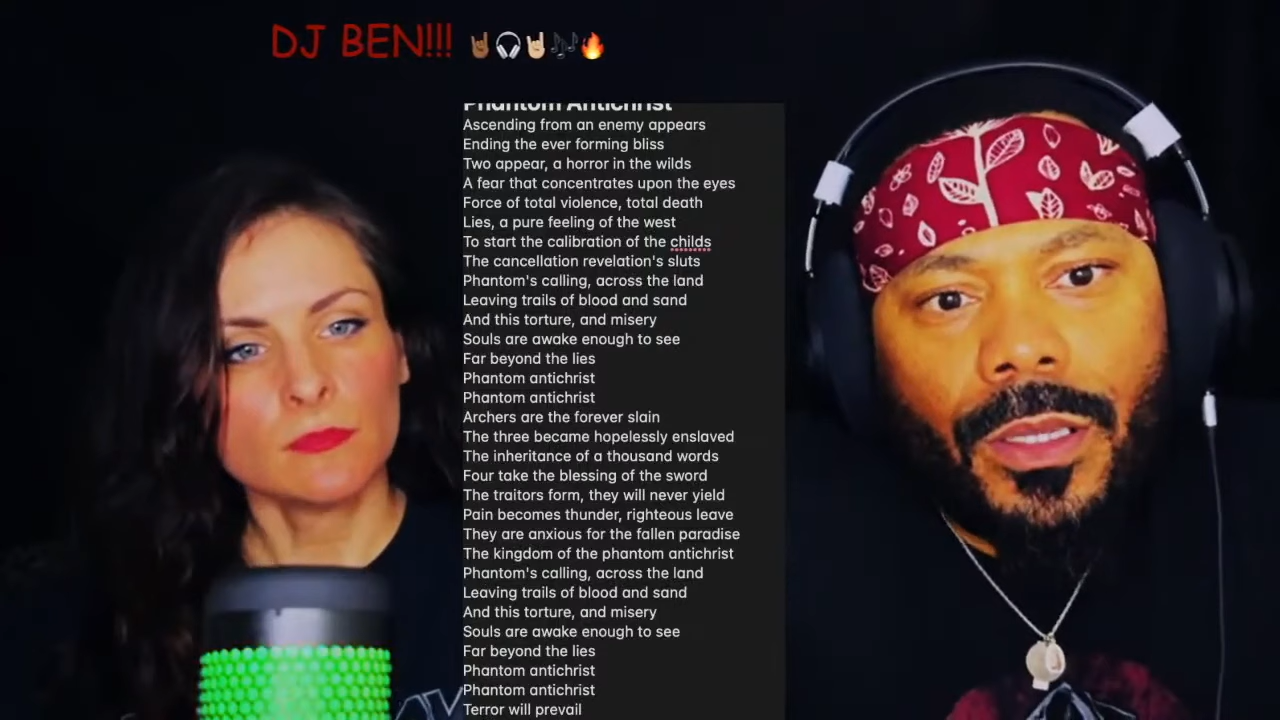 DJ BEN!!! 🤘🏾🎧🤘🏼🎶🔥
Phantom Antichrist
Ascending from an enemy appears
Ending the ever forming bliss
Two appear, a horror in the wilds
A fear that concentrates upon the eyes
Force of total violence, total death
Lies, a pure feeling of the west
To start the calibration of the childs
The cancellation revelation's sluts
Phantom's calling, across the land
Leaving trails of blood and sand
And this torture, and misery
Souls are awake enough to see
Far beyond the lies
Phantom antichrist
Phantom antichrist
Archers are the forever slain
The three became hopelessly enslaved
The inheritance of a thousand words
Four take the blessing of the sword
The traitors form, they will never yield
Pain becomes thunder, righteous leave
They are anxious for the fallen paradise
The kingdom of the phantom antichrist
Phantom's calling, across the land
Leaving trails of blood and sand
And this torture, and misery
Souls are awake enough to see
Far beyond the lies
Phantom antichrist
Phantom antichrist
Terror will prevail